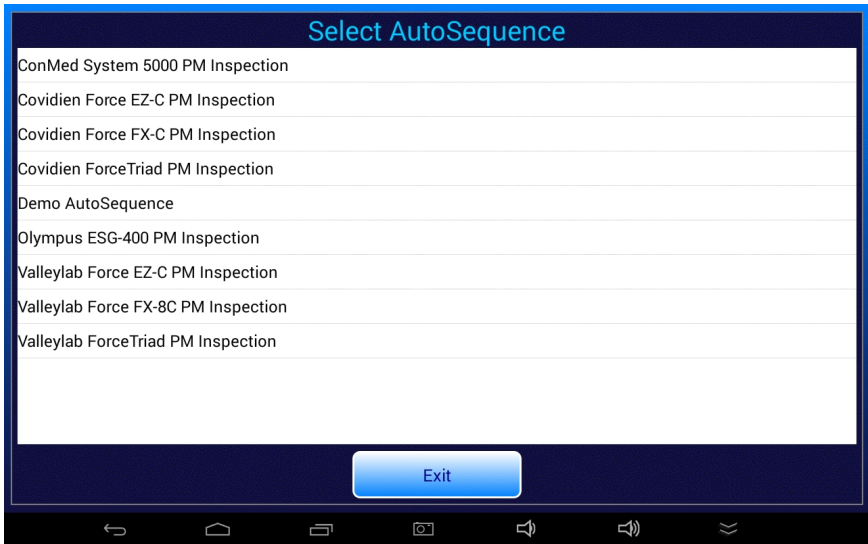 Select AutoSequence
ConMed System 5000 PM Inspection
Covidien Force EZ-C PM Inspection
Covidien Force FX-C PM Inspection
Covidien ForceTriad PM Inspection
Demo AutoSequence
Olympus ESG-400 PM Inspection
Valleylab Force EZ-C PM Inspection
Valleylab Force FX-8C PM Inspection
Valleylab ForceTriad PM Inspection
Exit